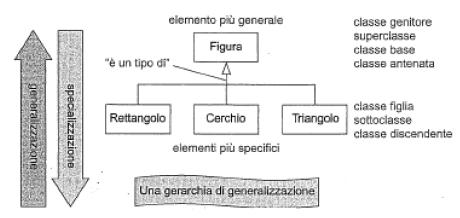 elemento più generale
classe genitore
superclasse
classe base
classe antenata
Figura
"è un tipo di"
generalizzazione
specializzazione
Rettangolo
Cerchio
Triangolo
classe figlia
sottoclasse
classe discendente
elementi più specifici
Una gerarchia di generalizzazione